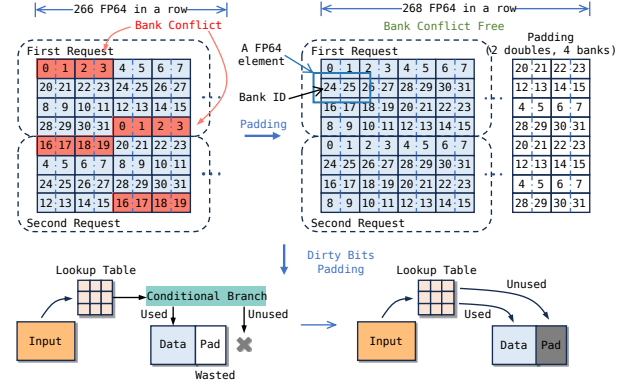 266 FP64 in a row
268 FP64 in a row
Bank Conflict
Bank Conflict Free
Padding
(2 doubles, 4 banks)
First Request
0 1 2 3 4 5 6 7
20 21 22 23 24 25 26 27
8 9 10 11 12 13 14 15
28 29 30 31 0 1 2 3
16 17 18 19 20 21 22 23
4 5 6 7 28 29 30 31
24 25 26 27 28 29 30 31
12 13 14 15 16 17 18 19
Second Request
...
...
A FP64
element
Bank ID
Padding
First Request
0 1 2 3 4 5 6 7
24 25 26 27 28 29 30 31
16 17 18 19 20 21 22 23
8 9 10 11 12 13 14 15
0 1 2 3 4 5 6 7
24 25 26 27 28 29 30 31
16 17 18 19 20 21 22 23
8 9 10 11 12 13 14 15
Second Request
...
...
20 21 22 23
12 13 14 15
4 5 6 7
28 29 30 31
20 21 22 23
12 13 14 15
4 5 6 7
28 29 30 31
Dirty Bits
Padding
Lookup Table
Conditional Branch
Used
Unused
Input
Data
Pad
Wasted
Lookup Table
Unused
Used
Input
Data
Pad